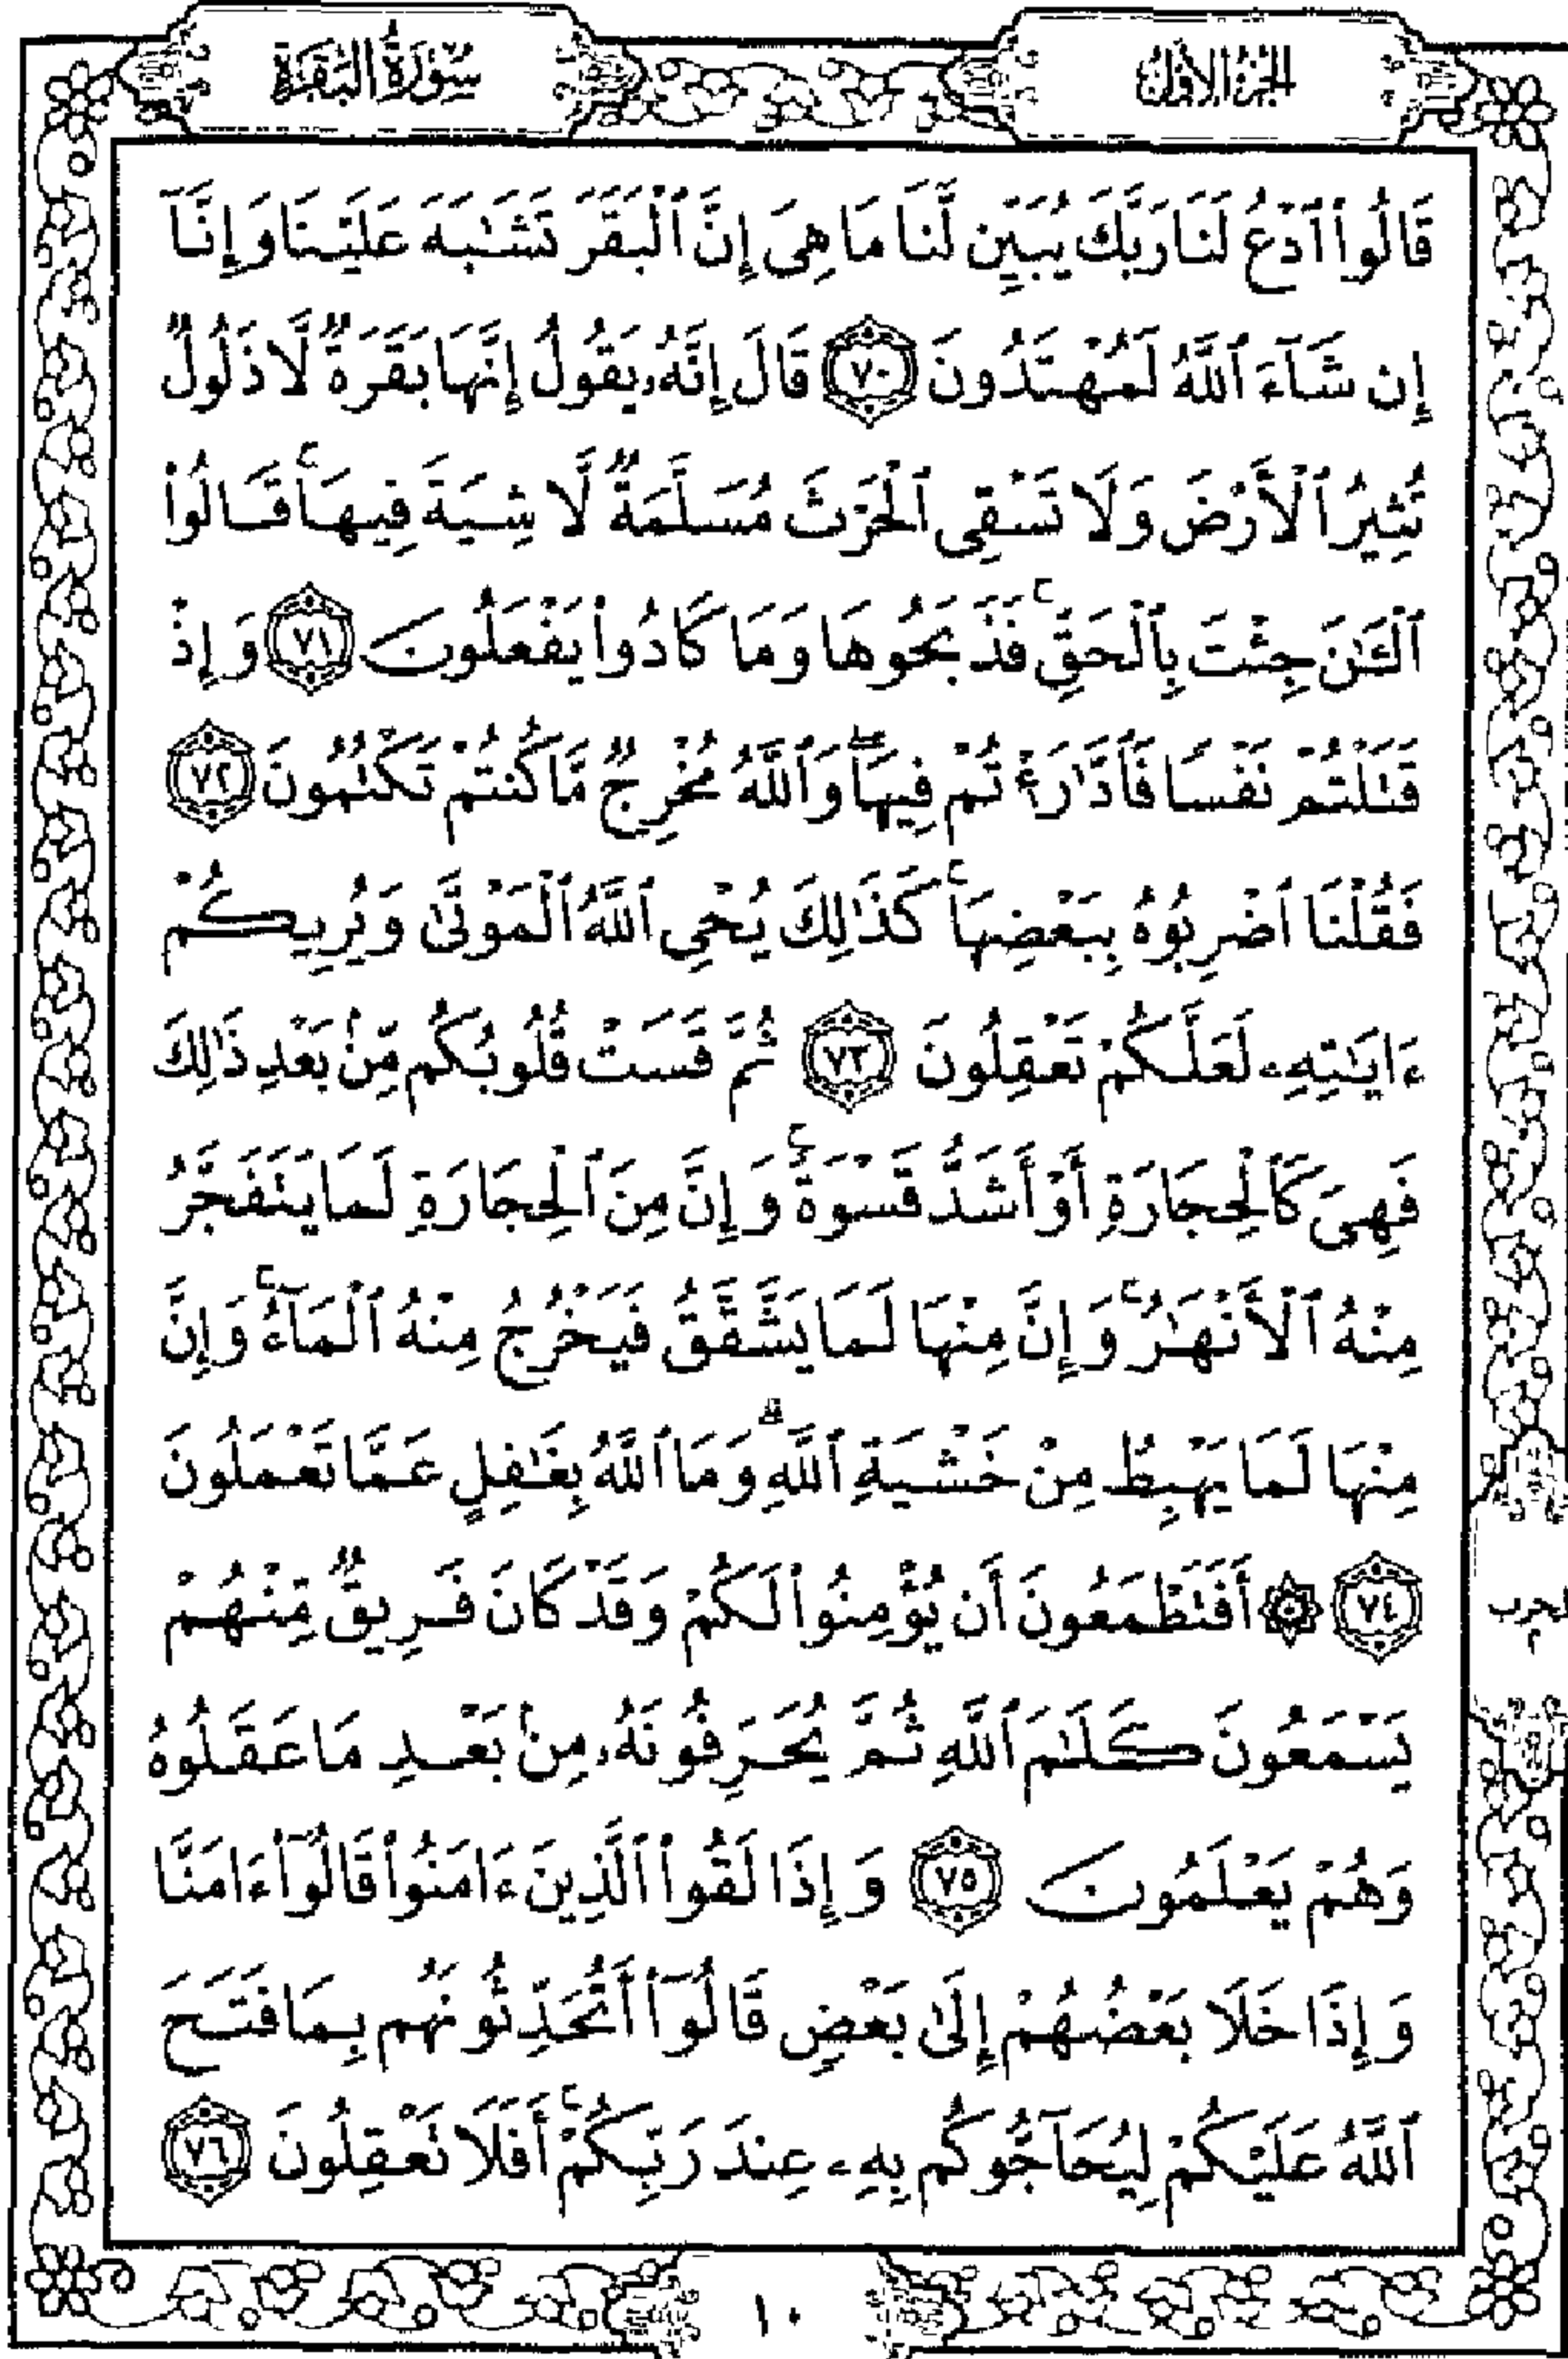 الجزء الأول
سورة البقرة
قَالُوا۟ ٱدْعُ لَنَا رَبَّكَ يُبَيِّن لَّنَا مَا هِىَ إِنَّ ٱلْبَقَرَ تَشَـٰبَهَ عَلَيْنَا وَإِنَّآ
إِن شَآءَ ٱللَّهُ لَمُهْتَدُونَ ٧٠ قَالَ إِنَّهُۥ يَقُولُ إِنَّهَا بَقَرَةٌ لَّا ذَلُولٌ
تُثِيرُ ٱلْأَرْضَ وَلَا تَسْقِى ٱلْحَرْثَ مُسَلَّمَةٌ لَّا شِيَةَ فِيهَا ۚ قَالُوا۟
ٱلْـَٔـٰنَ جِئْتَ بِٱلْحَقِّ ۚ فَذَبَحُوهَا وَمَا كَادُوا۟ يَفْعَلُونَ ٧١ وَإِذْ
قَتَلْتُمْ نَفْسًا فَٱدَّٰرَْٰٔتُمْ فِيهَا ۖ وَٱللَّهُ مُخْرِجٌ مَّا كُنتُمْ تَكْتُمُونَ ٧٢
فَقُلْنَا ٱضْرِبُوهُ بِبَعْضِهَا ۚ كَذَٰلِكَ يُحْىِ ٱللَّهُ ٱلْمَوْتَىٰ وَيُرِيكُمْ
ءَايَـٰتِهِۦ لَعَلَّكُمْ تَعْقِلُونَ ٧٣ ثُمَّ قَسَتْ قُلُوبُكُم مِّنۢ بَعْدِ ذَٰلِكَ
فَهِىَ كَٱلْحِجَارَةِ أَوْ أَشَدُّ قَسْوَةً ۚ وَإِنَّ مِنَ ٱلْحِجَارَةِ لَمَا يَتَفَجَّرُ
مِنْهُ ٱلْأَنْهَـٰرُ ۚ وَإِنَّ مِنْهَا لَمَا يَشَّقَّقُ فَيَخْرُجُ مِنْهُ ٱلْمَآءُ ۚ وَإِنَّ
مِنْهَا لَمَا يَهْبِطُ مِنْ خَشْيَةِ ٱللَّهِ ۗ وَمَا ٱللَّهُ بِغَـٰفِلٍ عَمَّا تَعْمَلُونَ
٧٤ ۞ أَفَتَطْمَعُونَ أَن يُؤْمِنُوا۟ لَكُمْ وَقَدْ كَانَ فَرِيقٌ مِّنْهُمْ
يَسْمَعُونَ كَلَـٰمَ ٱللَّهِ ثُمَّ يُحَرِّفُونَهُۥ مِنۢ بَعْدِ مَا عَقَلُوهُ
وَهُمْ يَعْلَمُونَ ٧٥ وَإِذَا لَقُوا۟ ٱلَّذِينَ ءَامَنُوا۟ قَالُوٓا۟ ءَامَنَّا
وَإِذَا خَلَا بَعْضُهُمْ إِلَىٰ بَعْضٍ قَالُوٓا۟ أَتُحَدِّثُونَهُم بِمَا فَتَحَ
ٱللَّهُ عَلَيْكُمْ لِيُحَآجُّوكُم بِهِۦ عِندَ رَبِّكُمْ ۚ أَفَلَا تَعْقِلُونَ ٧٦
١٠